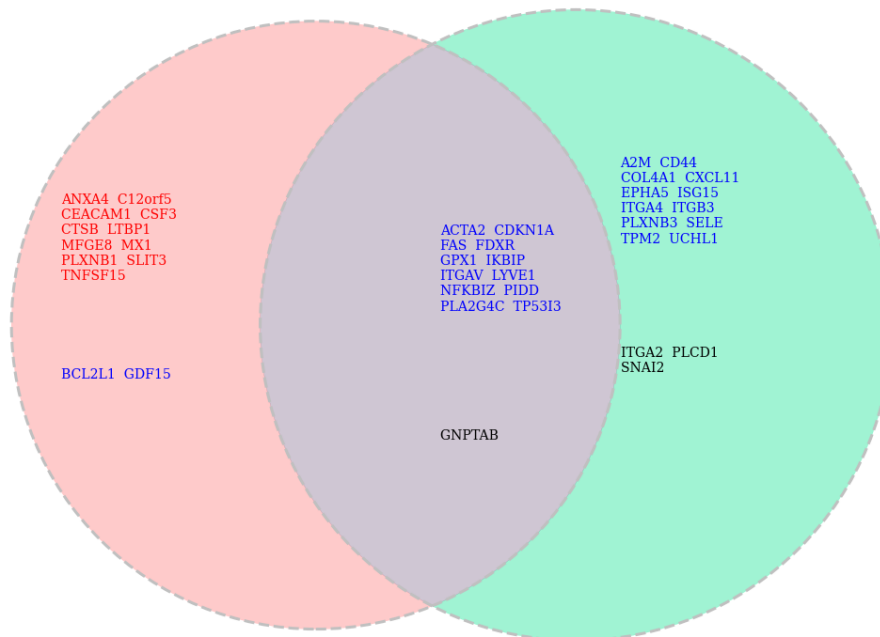 ANXA4 C12orf5
CEACAM1 CSF3
CTSB LTBP1
MFGE8 MX1
PLXNB1 SLIT3
TNFSF15
BCL2L1 GDF15
ACTA2 CDKN1A
FAS FDXR
GPX1 IKBIP
ITGAV LYVE1
NFKBIZ PIDD
PLA2G4C TP53I3
GNPTAB
A2M CD44
COL4A1 CXCL11
EPHA5 ISG15
ITGA4 ITGB3
PLXNB3 SELE
TPM2 UCHL1
ITGA2 PLCD1
SNAI2